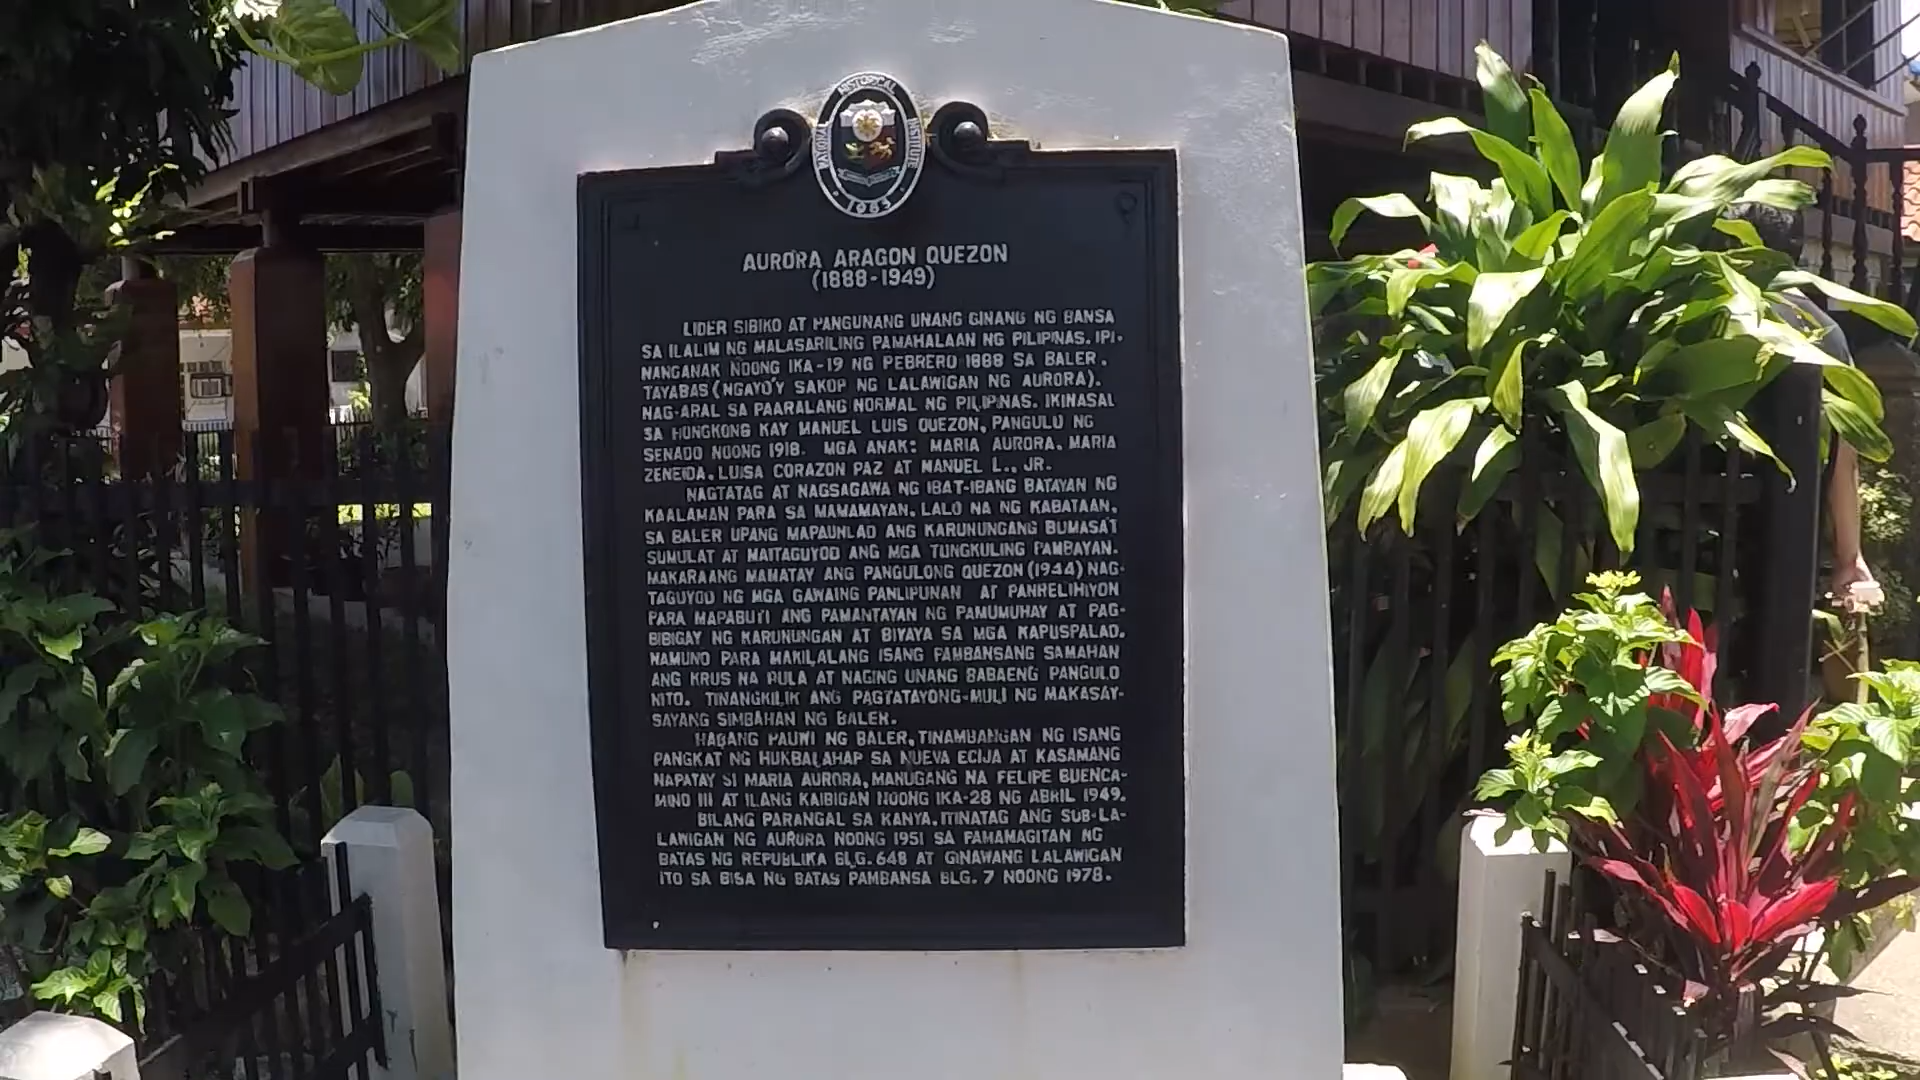 NATIONAL HISTORICAL INSTITUTE
1963
AURORA ARAGON QUEZON
(1888-1949)
LIDER SIBIKO AT PANGUNANG UNANG GINANG NG BANSA
SA ILALIM NG MALASARILING PAMAHALAAN NG PILIPINAS. IPI-
NANGANAK NOONG IKA-19 NG PEBRERO 1888 SA BALER,
TAYABAS (NGAYO'Y SAKOP NG LALAWIGAN NG AURORA).
NAG-ARAL SA PAARALANG NORMAL NG PILIPINAS. IKINASAL
SA HONGKONG KAY MANUEL LUIS QUEZON, PANGULO NG
SENADO NOONG 1918. MGA ANAK: MARIA AURORA, MARIA
ZENEIDA, LUISA CORAZON PAZ AT MANUEL L., JR.
NAGTATAG AT NAGSAGAWA NG IBAT-IBANG BATAYAN NG
KAALAMAN PARA SA MAMAMAYAN, LALO NA NG KABATAAN,
SA BALER UPANG MAPAUNLAD ANG KARUNUNGANG BUMASA'T
SUMULAT AT MAITAGUYOD ANG MGA TUNGKULING PAMBAYAN.
MAKARAANG MAMATAY ANG PANGULONG QUEZON (1944) NAG-
TAGUYOD NG MGA GAWAING PANLIPUNAN AT PANRELIHIYON
PARA MAPABUTI ANG PAMANTAYAN NG PAMUMUHAY AT PAG-
BIBIGAY NG KARUNUNGAN AT BIYAYA SA MGA KAPUSPALAD.
NAMUNO PARA MAKILALANG ISANG PAMBANSANG SAMAHAN
ANG KRUS NA PULA AT NAGING UNANG BABAENG PANGULO
NITO. TINANGKILIK ANG PAGTATAYONG-MULI NG MAKASAY-
SAYANG SIMBAHAN NG BALER.
HABANG PAUWI NG BALER, TINAMBANGAN NG ISANG
PANGKAT NG HUKBALAHAP SA NUEVA ECIJA AT KASAMANG
NAPATAY SI MARIA AURORA, MANUGANG NA FELIPE BUENCA-
MINO III AT ILANG KAIBIGAN NOONG IKA-28 NG ABRIL 1949.
BILANG PARANGAL SA KANYA, ITINATAG ANG SUB-LA-
LAWIGAN NG AURORA NOONG 1951 SA PAMAMAGITAN NG
BATAS NG REPUBLIKA BLG. 648 AT GINAWANG LALAWIGAN
ITO SA BISA NG BATAS PAMBANSA BLG. 7 NOONG 1978.